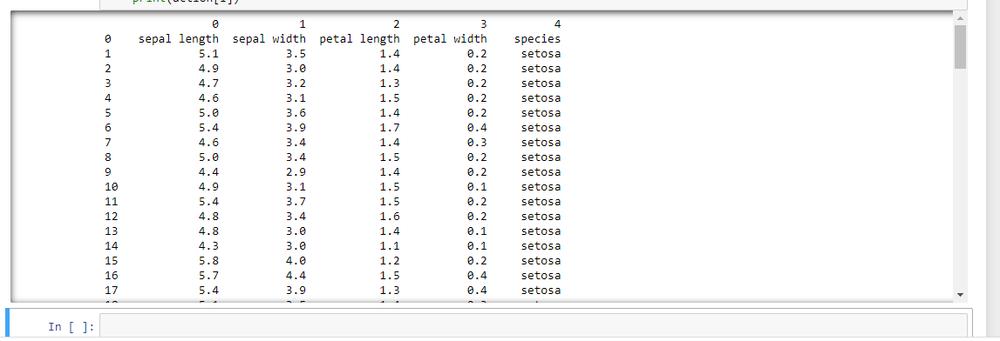 print(action[i])
0 1 2 3 4
0 sepal length sepal width petal length petal width species
1 5.1 3.5 1.4 0.2 setosa
2 4.9 3.0 1.4 0.2 setosa
3 4.7 3.2 1.3 0.2 setosa
4 4.6 3.1 1.5 0.2 setosa
5 5.0 3.6 1.4 0.2 setosa
6 5.4 3.9 1.7 0.4 setosa
7 4.6 3.4 1.4 0.3 setosa
8 5.0 3.4 1.5 0.2 setosa
9 4.4 2.9 1.4 0.2 setosa
10 4.9 3.1 1.5 0.1 setosa
11 5.4 3.7 1.5 0.2 setosa
12 4.8 3.4 1.6 0.2 setosa
13 4.8 3.0 1.4 0.1 setosa
14 4.3 3.0 1.1 0.1 setosa
15 5.8 4.0 1.2 0.2 setosa
16 5.7 4.4 1.5 0.4 setosa
17 5.4 3.9 1.3 0.4 setosa
In [ ]: